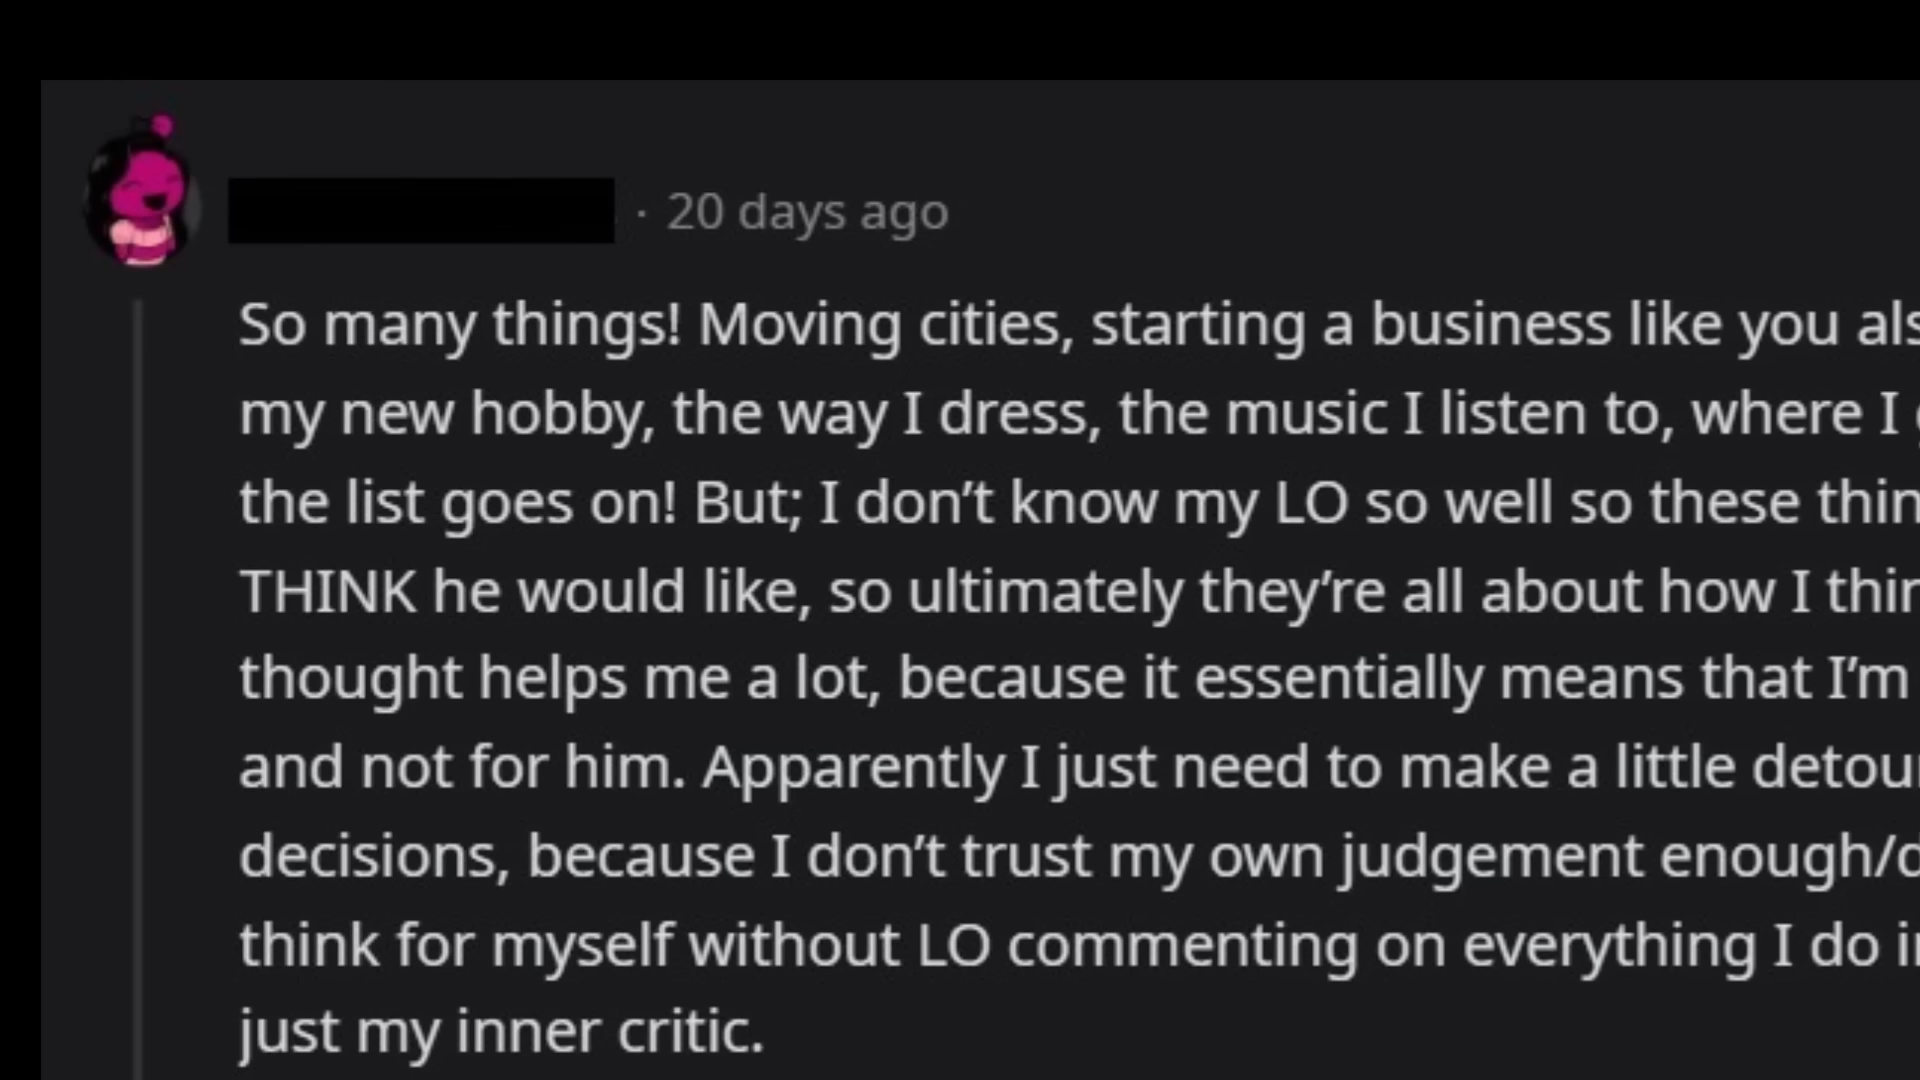 · 20 days ago
So many things! Moving cities, starting a business like you
my new hobby, the way I dress, the music I listen to, where I
the list goes on! But; I don’t know my LO so well so these
THINK he would like, so ultimately they’re all about how I
thought helps me a lot, because it essentially means that I’m
and not for him. Apparently I just need to make a little
decisions, because I don’t trust my own judgement
think for myself without LO commenting on everything I do
just my inner critic.